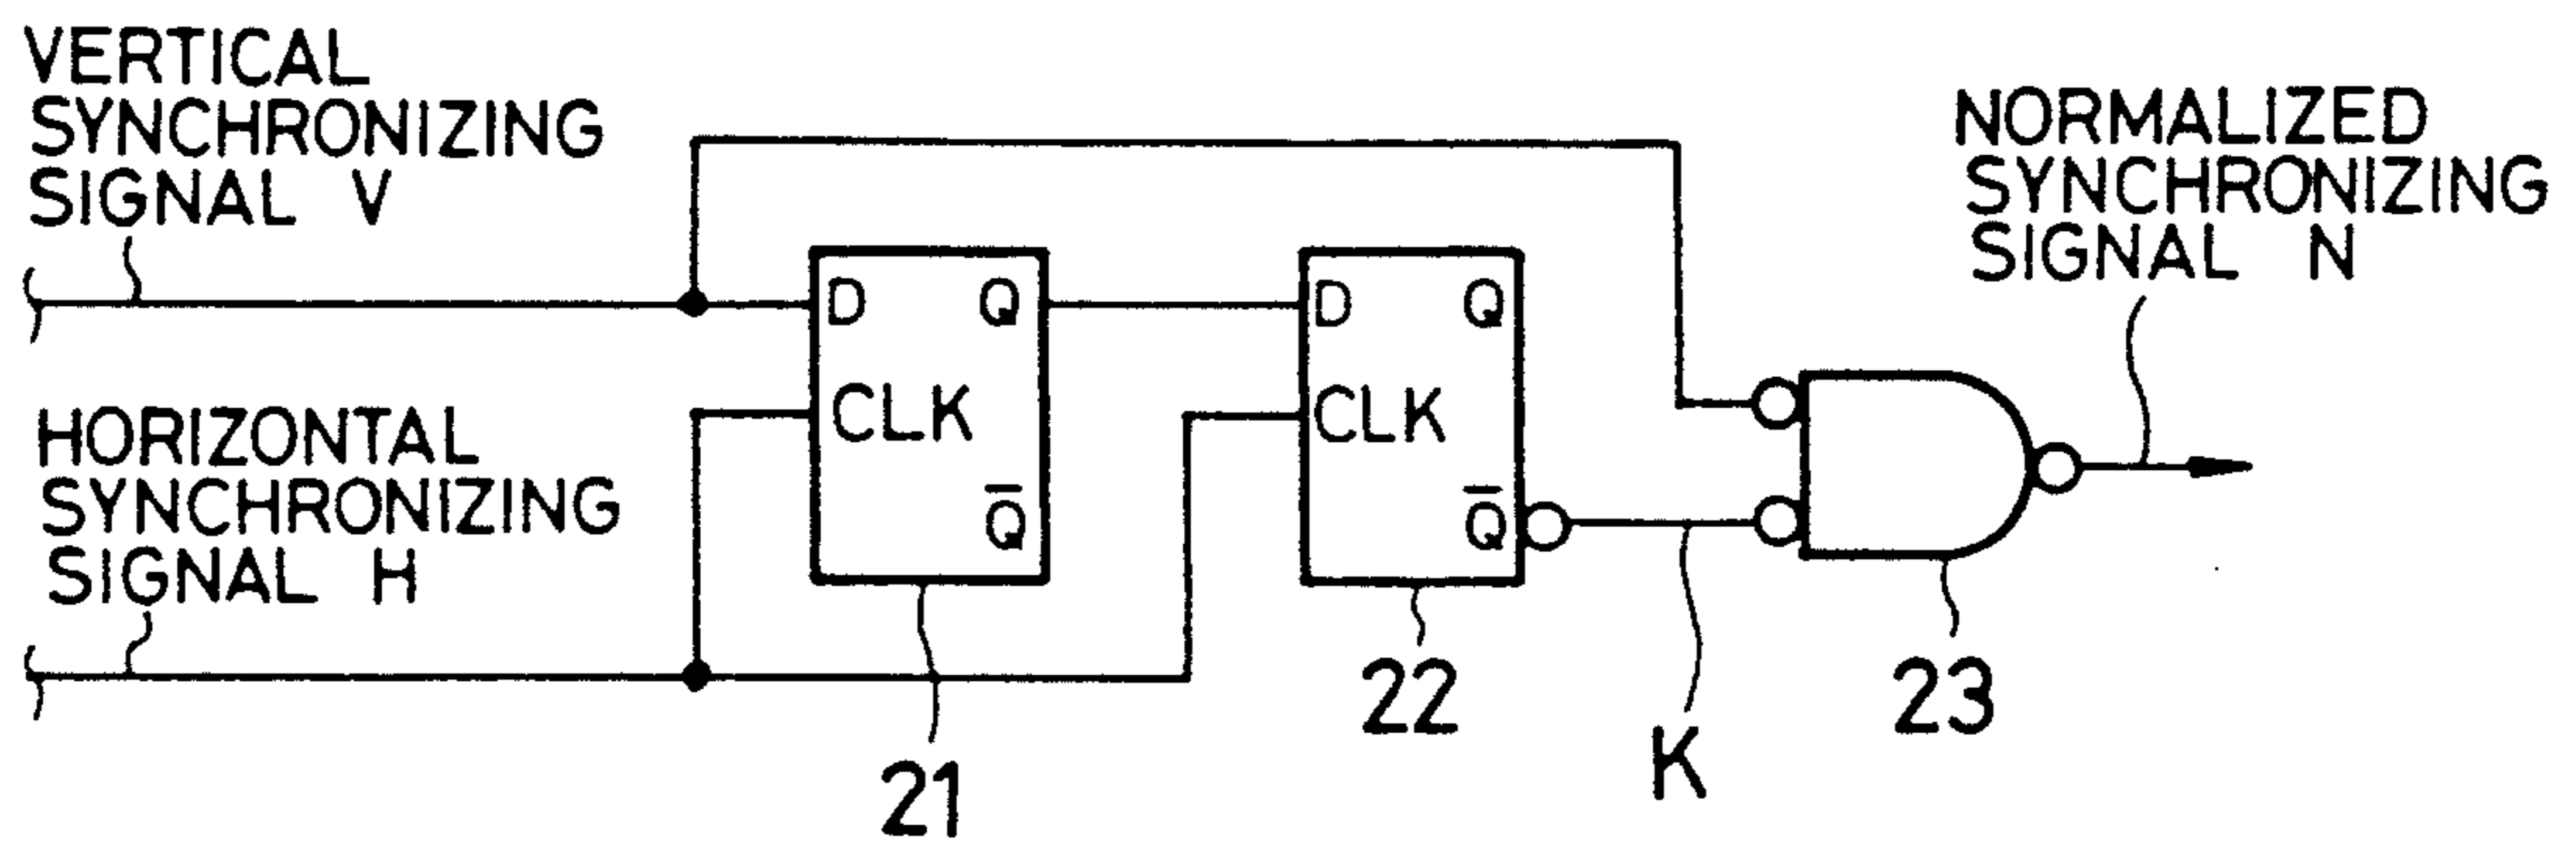 VERTICAL
SYNCHRONIZING
SIGNAL V
NORMALIZED
SYNCHRONIZING
SIGNAL N
D Q
CLK
Q̅
D Q
CLK
Q̅
HORIZONTAL
SYNCHRONIZING
SIGNAL H
21
22
K
23